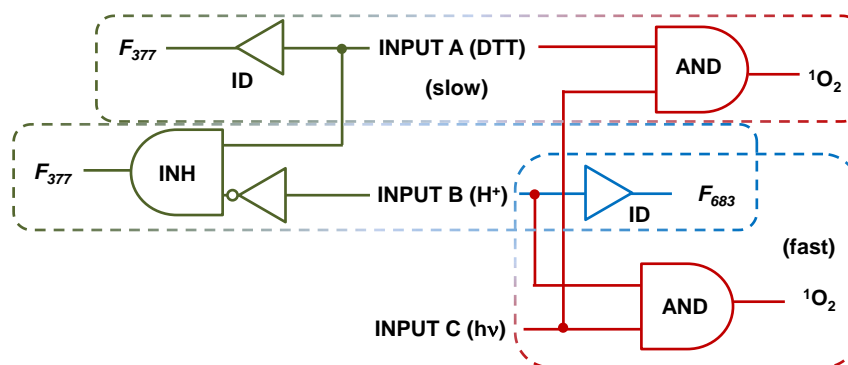 F377
ID
INPUT A (DTT)
(slow)
AND
¹O₂
F377
INH
INPUT B (H⁺)
ID
F683
(fast)
INPUT C (hν)
AND
¹O₂